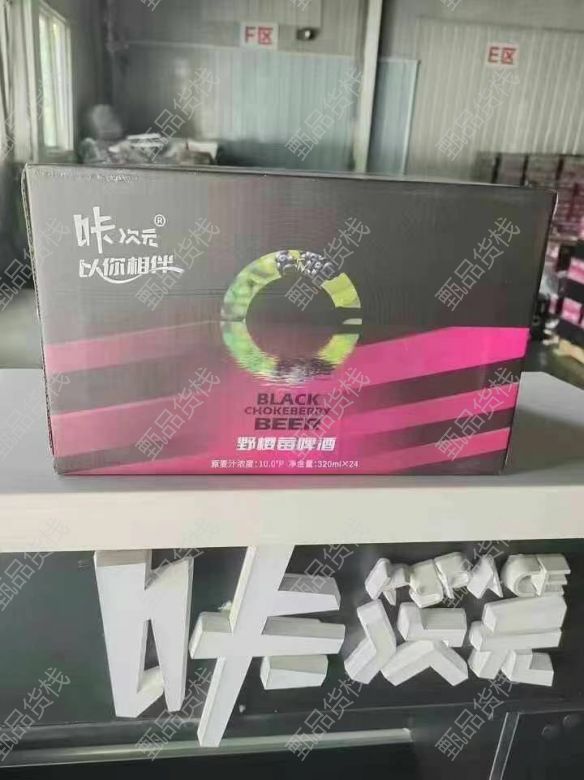 F区
E区
咔次元®
以你相伴
BLACK
CHOKEBERRY
BEER
野樱莓啤酒
原麦汁浓度:10.0°P 净含量:320ml×24
咔次元
甄品货栈